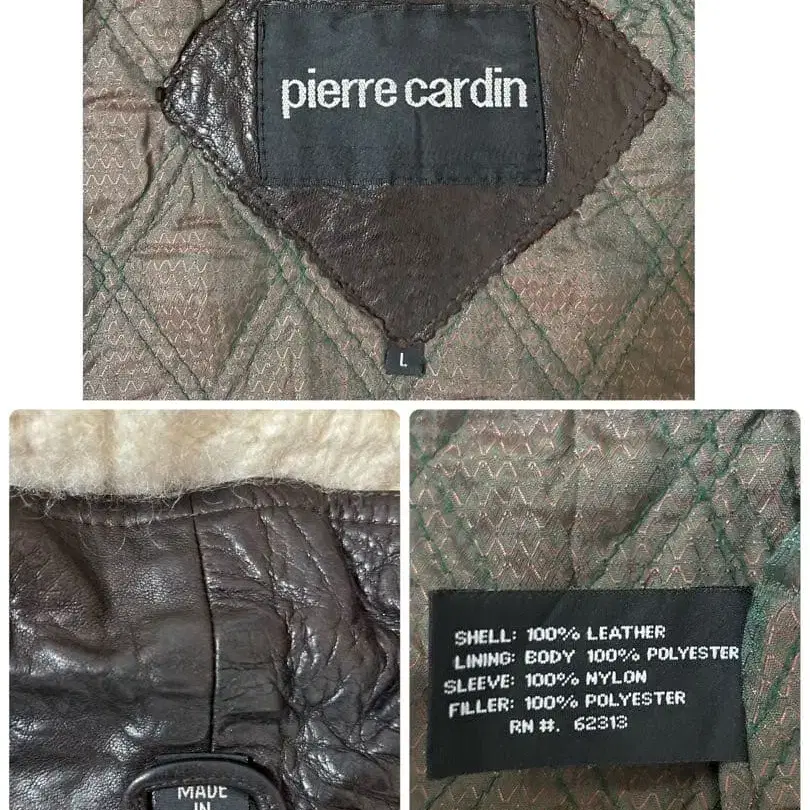 pierre cardin
L
MADE
IN
SHELL: 100% LEATHER
LINING: BODY 100% POLYESTER
SLEEVE: 100% NYLON
FILLER: 100% POLYESTER
RN #. 62313